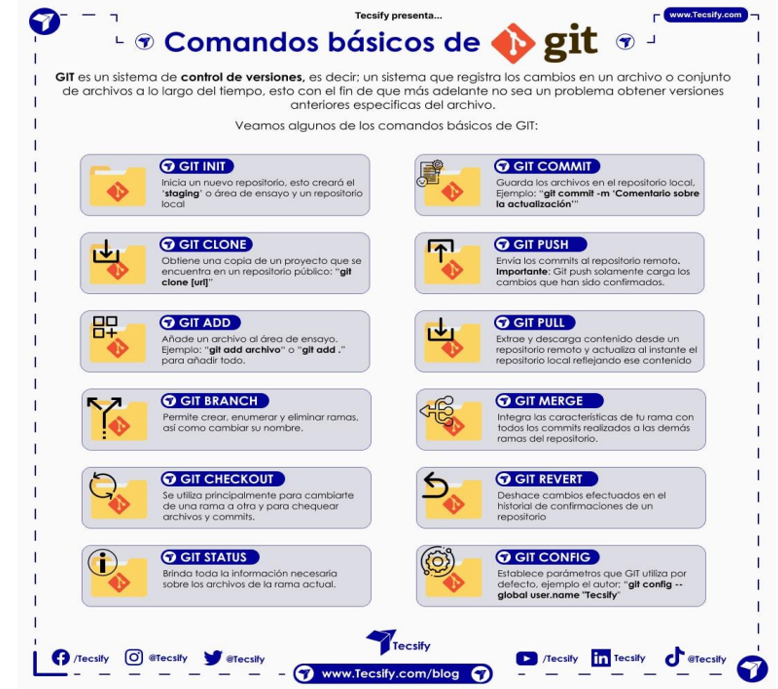 Tecsify presenta...
www.Tecsify.com
Comandos básicos de git
GIT es un sistema de control de versiones, es decir; un sistema que registra los cambios en un archivo o conjunto
de archivos a lo largo del tiempo, esto con el fin de que más adelante no sea un problema obtener versiones
anteriores especificas del archivo.
Veamos algunos de los comandos básicos de GIT:
GIT INIT
Inicia un nuevo repositorio, esto creará el
‘staging’ o área de ensayo y un repositorio
local
GIT COMMIT
Guarda los archivos en el repositorio local,
Ejemplo: “git commit -m ‘Comentario sobre
la actualización’”
GIT CLONE
Obtiene una copia de un proyecto que se
encuentra en un repositorio público: “git
clone [url]”
GIT PUSH
Envía los commits al repositorio remoto.
Importante: Git push solamente carga los
cambios que han sido confirmados.
GIT ADD
Añade un archivo al área de ensayo.
Ejemplo: “git add archivo” o “git add .”
para añadir todo.
GIT PULL
Extrae y descarga contenido desde un
repositorio remoto y actualiza al instante el
repositorio local reflejando ese contenido
GIT BRANCH
Permite crear, enumerar y eliminar ramas,
así como cambiar su nombre.
GIT MERGE
Integra las características de tu rama con
todos los commits realizados a las demás
ramas del repositorio.
GIT CHECKOUT
Se utiliza principalmente para cambiarte
de una rama a otra y para chequear
archivos y commits.
GIT REVERT
Deshace cambios efectuados en el
historial de confirmaciones de un
repositorio
GIT STATUS
Brinda toda la información necesaria
sobre los archivos de la rama actual.
GIT CONFIG
Establece parámetros que GIT utiliza por
defecto, ejemplo el autor; “git config --
global user.name "Tecsify"
Tecsify
/Tecsify @Tecsify @Tecsify /Tecsify Tecsify @Tecsify
www.Tecsify.com/blog